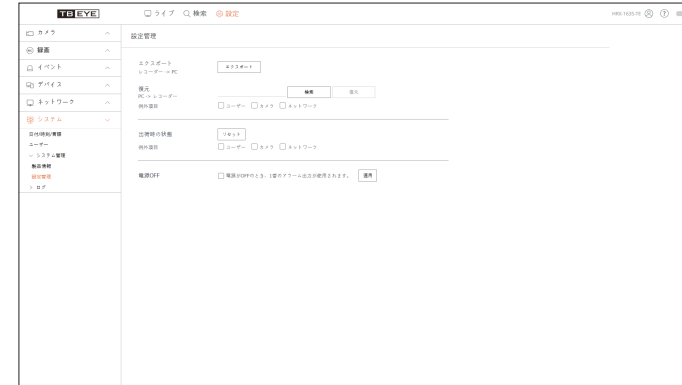 TB EYE
ライブ 検索 設定
HRX-1635-TE
カメラ
録画
イベント
デバイス
ネットワーク
システム
日付/時刻/言語
ユーザー
システム管理
製品情報
設定管理
ログ
設定管理
エクスポート
レコーダー -> PC
エクスポート
復元
PC -> レコーダー
検索 復元
例外項目
ユーザー カメラ ネットワーク
出荷時の状態
リセット
例外項目
ユーザー カメラ ネットワーク
電源OFF
電源がOFFのとき、1番のアラーム出力が使用されます。 適用